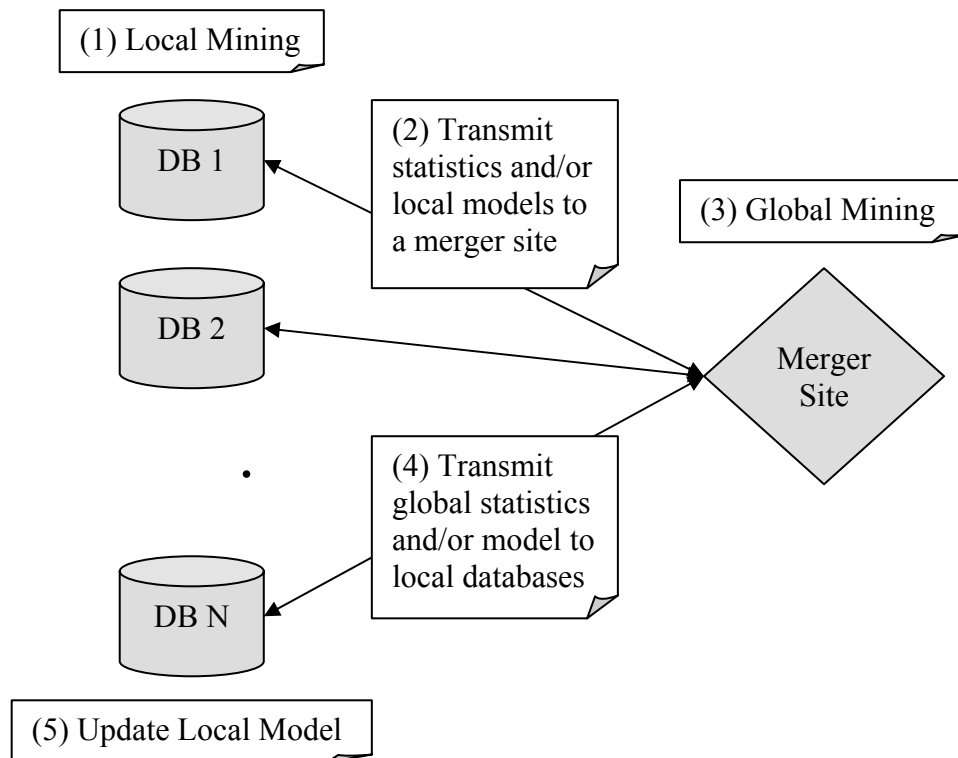 (1) Local Mining
DB 1
(2) Transmit
statistics and/or
local models to
a merger site
(3) Global Mining
DB 2
Merger
Site
(4) Transmit
global statistics
and/or model to
local databases
DB N
(5) Update Local Model